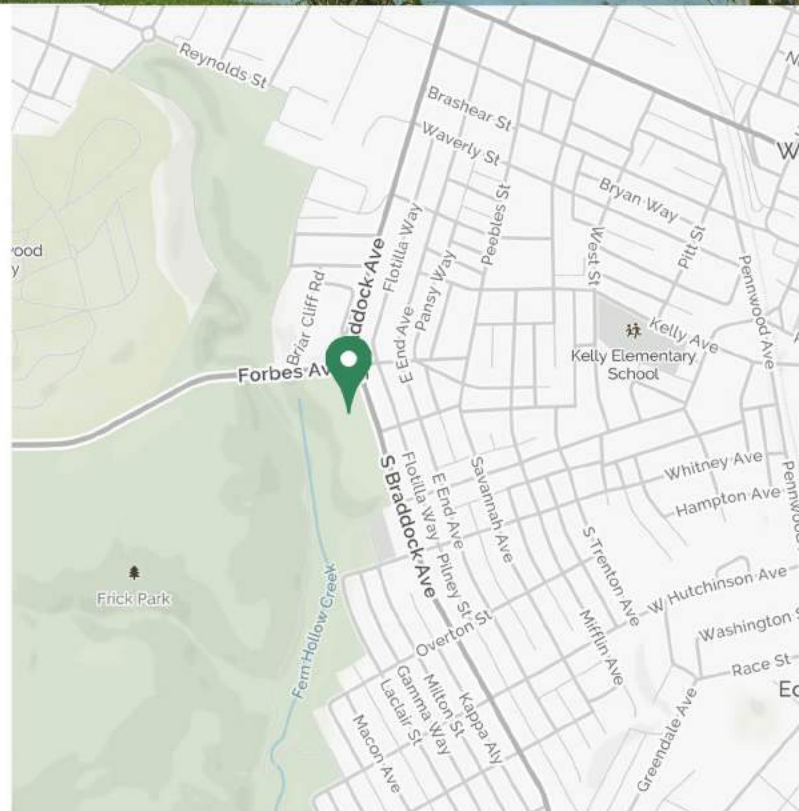 Reynolds St
Brashear St
Waverly St
Bryan Way
Peebles St
West St
Pitt St
Pennwood Ave
Flotilla Way
Pansy Way
E End Ave
Briar Cliff Rd
ddock Ave
Forbes Av
Kelly Ave
Kelly Elementary
School
S Braddock Ave
Flotilla Way
E End Ave
Savannah Ave
Whitney Ave
Hampton Ave
Pennwood
S Trenton Ave
W Hutchinson Ave
Washington S
Race St
Mifflin Ave
Greendale Ave
Pilney St
Overton St
Frick Park
Fern Hollow Creek
Gamma Way
Laclair St
Milton St
Kappa Aly
Macon Ave